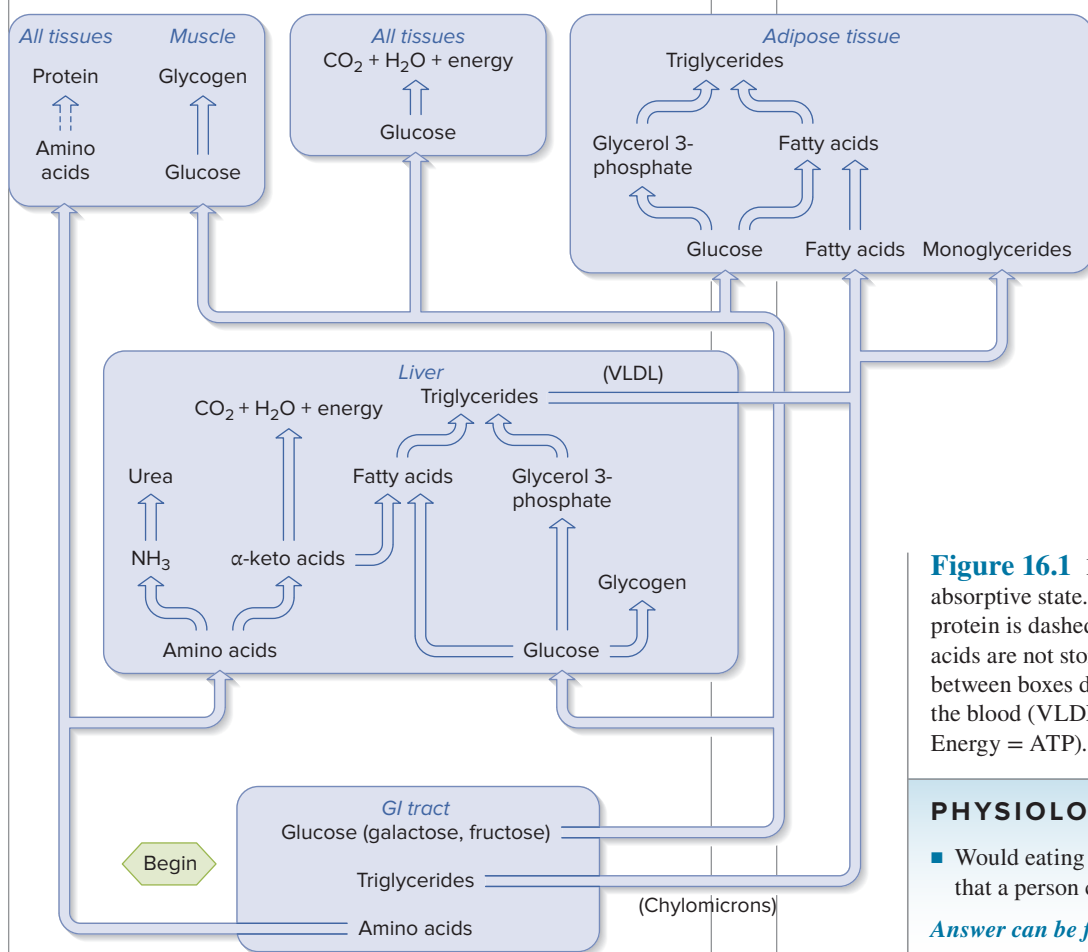 All tissues
Muscle
Protein
Glycogen
Amino
acids
Glucose
All tissues
CO₂ + H₂O + energy
Glucose
Adipose tissue
Triglycerides
Glycerol 3-
phosphate
Fatty acids
Glucose
Fatty acids
Monoglycerides
Liver
(VLDL)
Triglycerides
CO₂ + H₂O + energy
Urea
Fatty acids
Glycerol 3-
phosphate
NH₃
α-keto acids
Glycogen
Amino acids
Glucose
GI tract
Glucose (galactose, fructose)
Begin
Triglycerides
(Chylomicrons)
Amino acids
Figure 16.1
absorptive state.
protein is dashed
acids are not sto
between boxes d
the blood (VLD
Energy = ATP).
PHYSIOLO
■ Would eating
that a person
Answer can be f